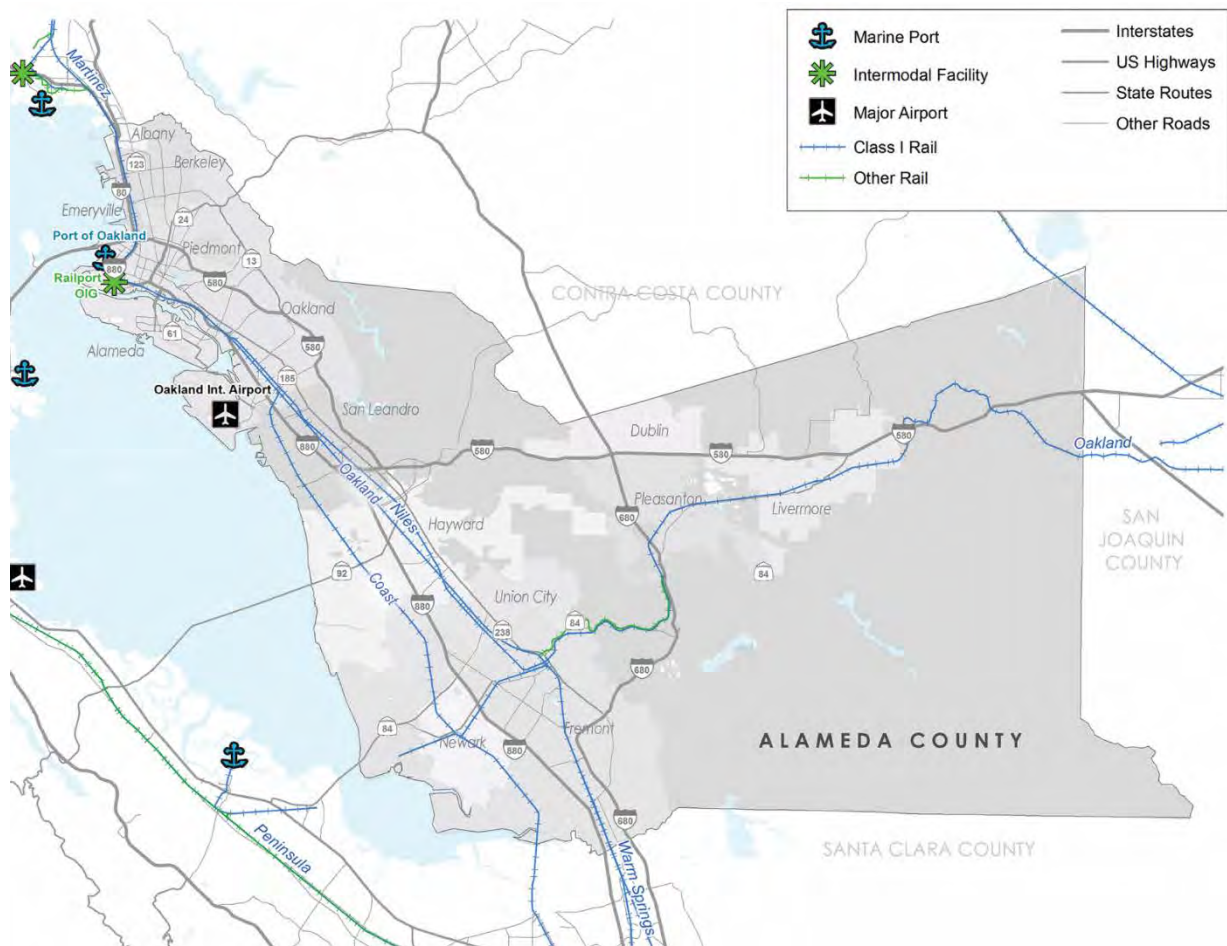 Marine Port
Intermodal Facility
Major Airport
Class I Rail
Other Rail
Interstates
US Highways
State Routes
Other Roads
Martinez
Albany
123
Berkeley
80
Emeryville
24
Port of Oakland
Piedmont
880
13
Railport
OIG
580
CONTRA COSTA COUNTY
Oakland
61
580
Alameda
185
Oakland Int. Airport
San Leandro
Dublin
880
580
580
580
Oakland
Oakland
Niles
Pleasanton
Livermore
Hayward
680
SAN
JOAQUIN
COUNTY
92
Coast
84
880
Union City
84
238
680
84
Fremont
Newark
880
ALAMEDA COUNTY
680
Peninsula
Warm Springs
SANTA CLARA COUNTY